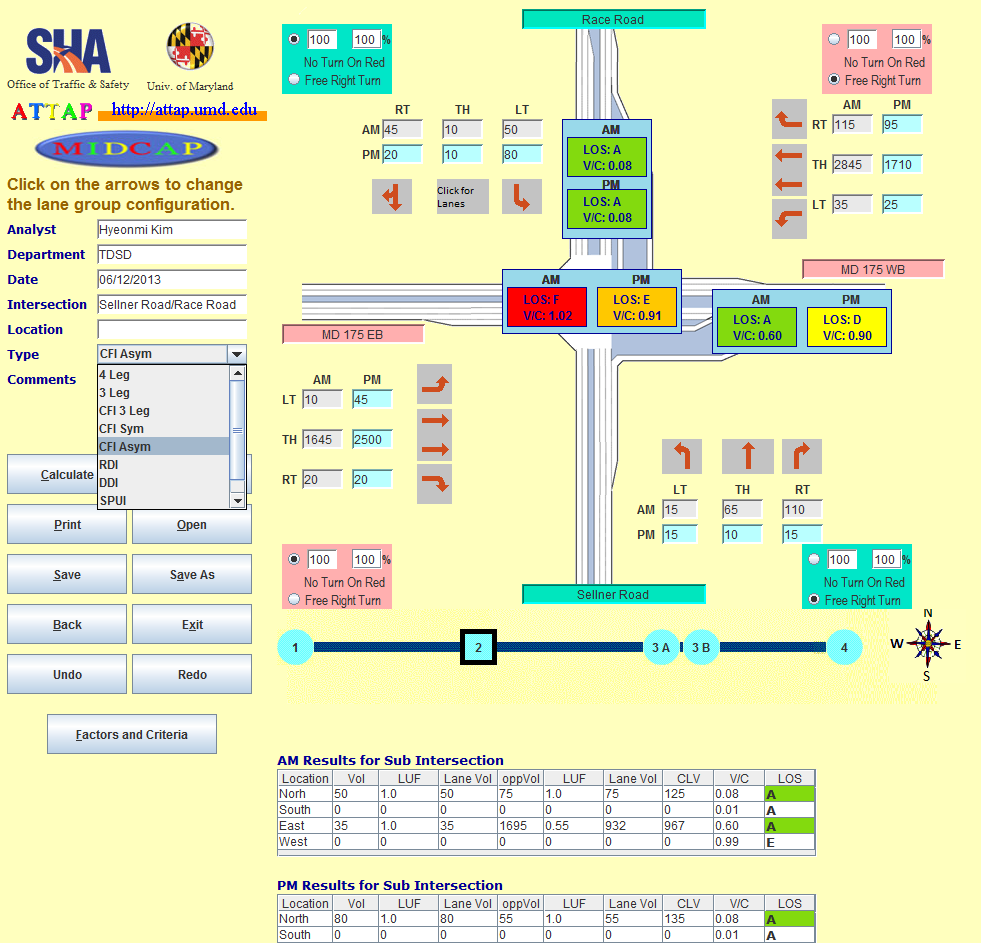 SHA
Office of Traffic & Safety
Univ. of Maryland
ATTAP http://attap.umd.edu
MIDCAP
Click on the arrows to change
the lane group configuration.
Analyst Hyeonmi Kim
Department TDSD
Date 06/12/2013
Intersection Sellner Road/Race Road
Location
Type CFI Asym
Comments
4 Leg
3 Leg
CFI 3 Leg
CFI Sym
CFI Asym
RDI
DDI
SPUI
Calculate
Print Open
Save Save As
Back Exit
Undo Redo
Factors and Criteria
100 100 %
No Turn On Red
Free Right Turn
Race Road
100 100 %
No Turn On Red
Free Right Turn
RT TH LT
AM 45 10 50
PM 20 10 80
Click for
Lanes
AM
LOS: A
V/C: 0.08
PM
LOS: A
V/C: 0.08
AM PM
RT 115 95
TH 2845 1710
LT 35 25
MD 175 WB
AM PM
LOS: F LOS: E
V/C: 1.02 V/C: 0.91
AM PM
LOS: A LOS: D
V/C: 0.60 V/C: 0.90
MD 175 EB
AM PM
LT 10 45
TH 1645 2500
RT 20 20
LT TH RT
AM 15 65 110
PM 15 10 15
100 100 %
No Turn On Red
Free Right Turn
Sellner Road
100 100 %
No Turn On Red
Free Right Turn
1 2 3 A 3 B 4
N
W E
S
AM Results for Sub Intersection
Location Vol LUF Lane Vol oppVol LUF Lane Vol CLV V/C LOS
Norh 50 1.0 50 75 1.0 75 125 0.08 A
South 0 0 0 0 0 0 0 0.01 A
East 35 1.0 35 1695 0.55 932 967 0.60 A
West 0 0 0 0 0 0 0 0.99 E
PM Results for Sub Intersection
Location Vol LUF Lane Vol oppVol LUF Lane Vol CLV V/C LOS
North 80 1.0 80 55 1.0 55 135 0.08 A
South 0 0 0 0 0 0 0 0.01 A